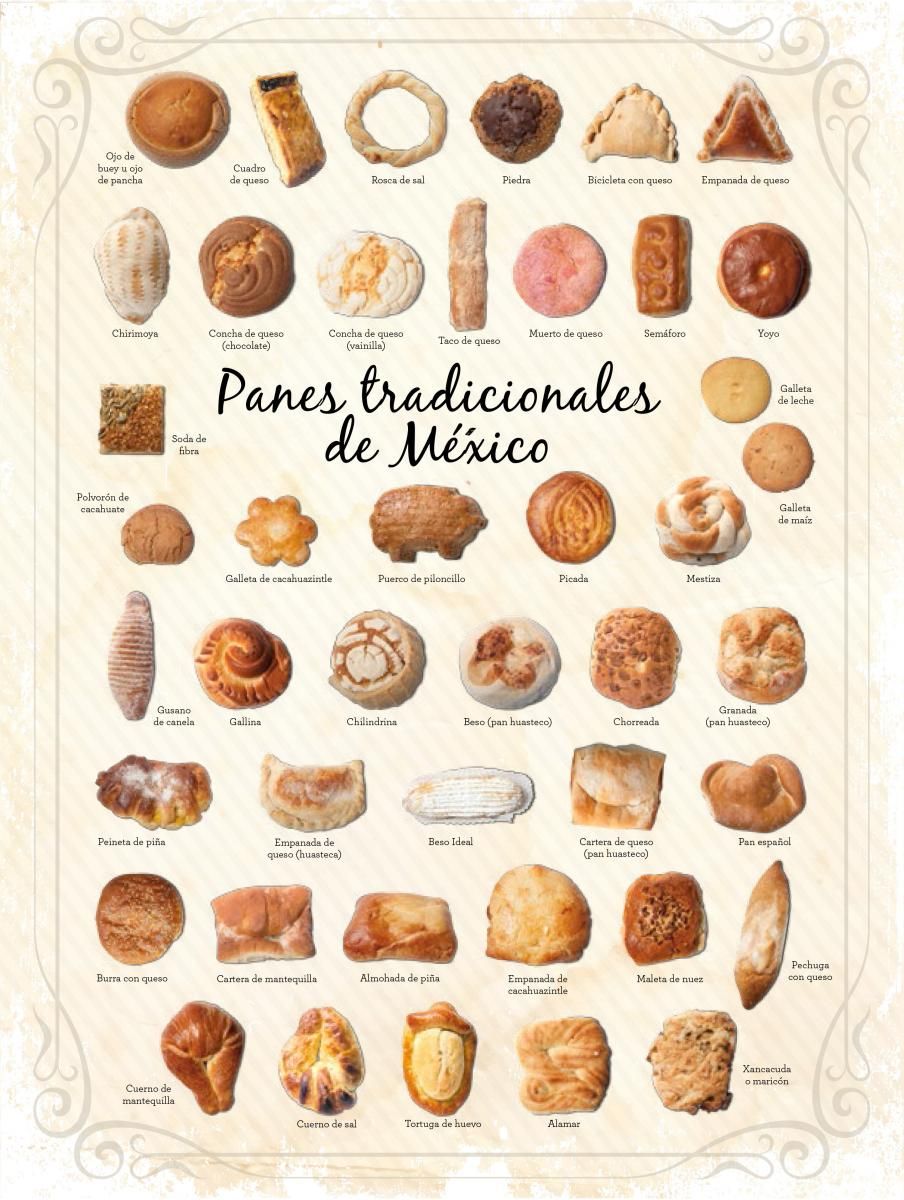 Ojo de
buey u ojo
de pancha
Cuadro
de queso
Rosca de sal
Piedra
Bicicleta con queso
Empanada de queso
Chirimoya
Concha de queso
(chocolate)
Concha de queso
(vainilla)
Taco de queso
Muerto de queso
Semáforo
Yoyo
Panes tradicionales
de México
Galleta
de leche
Soda de
fibra
Galleta
de maíz
Polvorón de
cacahuate
Galleta de cacahuazintle
Puerco de piloncillo
Picada
Mestiza
Gusano
de canela
Gallina
Chilindrina
Beso (pan huasteco)
Chorreada
Granada
(pan huasteco)
Peineta de piña
Empanada de
queso (huasteca)
Beso Ideal
Cartera de queso
(pan huasteco)
Pan español
Burra con queso
Cartera de mantequilla
Almohada de piña
Empanada de
cacahuazintle
Maleta de nuez
Pechuga
con queso
Cuerno de
mantequilla
Cuerno de sal
Tortuga de huevo
Alamar
Xancacuda
o maricón